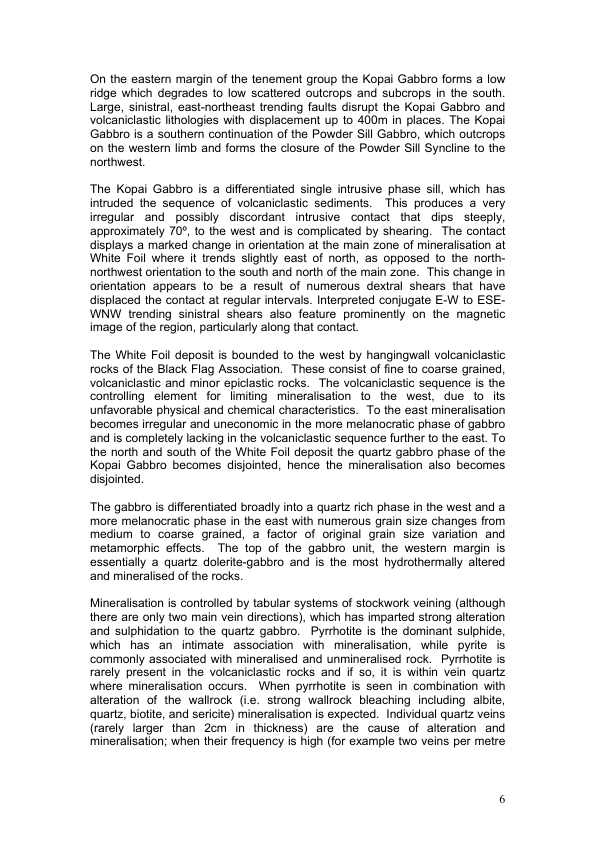 On the eastern margin of the tenement group the Kopai Gabbro forms a low
ridge which degrades to low scattered outcrops and subcrops in the south.
Large, sinistral, east-northeast trending faults disrupt the Kopai Gabbro and
volcaniclastic lithologies with displacement up to 400m in places. The Kopai
Gabbro is a southern continuation of the Powder Sill Gabbro, which outcrops
on the western limb and forms the closure of the Powder Sill Syncline to the
northwest.
The Kopai Gabbro is a differentiated single intrusive phase sill, which has
intruded the sequence of volcaniclastic sediments.  This produces a very
irregular and possibly discordant intrusive contact that dips steeply,
approximately 70º, to the west and is complicated by shearing.  The contact
displays a marked change in orientation at the main zone of mineralisation at
White Foil where it trends slightly east of north, as opposed to the north-
northwest orientation to the south and north of the main zone.  This change in
orientation appears to be a result of numerous dextral shears that have
displaced the contact at regular intervals. Interpreted conjugate E-W to ESE-
WNW trending sinistral shears also feature prominently on the magnetic
image of the region, particularly along that contact.
The White Foil deposit is bounded to the west by hangingwall volcaniclastic
rocks of the Black Flag Association.  These consist of fine to coarse grained,
volcaniclastic and minor epiclastic rocks.  The volcaniclastic sequence is the
controlling element for limiting mineralisation to the west, due to its
unfavorable physical and chemical characteristics.  To the east mineralisation
becomes irregular and uneconomic in the more melanocratic phase of gabbro
and is completely lacking in the volcaniclastic sequence further to the east. To
the north and south of the White Foil deposit the quartz gabbro phase of the
Kopai Gabbro becomes disjointed, hence the mineralisation also becomes
disjointed.
The gabbro is differentiated broadly into a quartz rich phase in the west and a
more melanocratic phase in the east with numerous grain size changes from
medium to coarse grained, a factor of original grain size variation and
metamorphic effects.  The top of the gabbro unit, the western margin is
essentially a quartz dolerite-gabbro and is the most hydrothermally altered
and mineralised of the rocks.
Mineralisation is controlled by tabular systems of stockwork veining (although
there are only two main vein directions), which has imparted strong alteration
and sulphidation to the quartz gabbro.  Pyrrhotite is the dominant sulphide,
which has an intimate association with mineralisation, while pyrite is
commonly associated with mineralised and unmineralised rock.  Pyrrhotite is
rarely present in the volcaniclastic rocks and if so, it is within vein quartz
where mineralisation occurs.  When pyrrhotite is seen in combination with
alteration of the wallrock (i.e. strong wallrock bleaching including albite,
quartz, biotite, and sericite) mineralisation is expected.  Individual quartz veins
(rarely larger than 2cm in thickness) are the cause of alteration and
mineralisation; when their frequency is high (for example two veins per metre
6